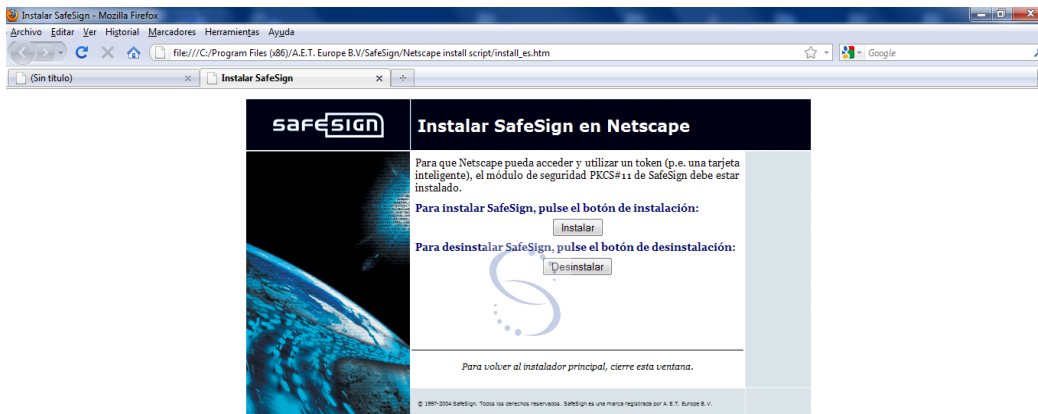 Instalar SafeSign - Mozilla Firefox
Archivo Editar Ver Historial Marcadores Herramientas Ayuda
file:///C:/Program Files (x86)/A.E.T. Europe B.V/SafeSign/Netscape install script/install_es.htm
Google
(Sin título)
Instalar SafeSign
safesign
Instalar SafeSign en Netscape
Para que Netscape pueda acceder y utilizar un token (p.e. una tarjeta
inteligente), el módulo de seguridad PKCS#11 de SafeSign debe estar
instalado.
Para instalar SafeSign, pulse el botón de instalación:
Instalar
Para desinstalar SafeSign, pulse el botón de desinstalación:
Desinstalar
Para volver al instalador principal, cierre esta ventana.
© 1997-2004 SafeSign. Todos los derechos reservados. SafeSign es una marca registrada por A.E.T. Europe B.V.